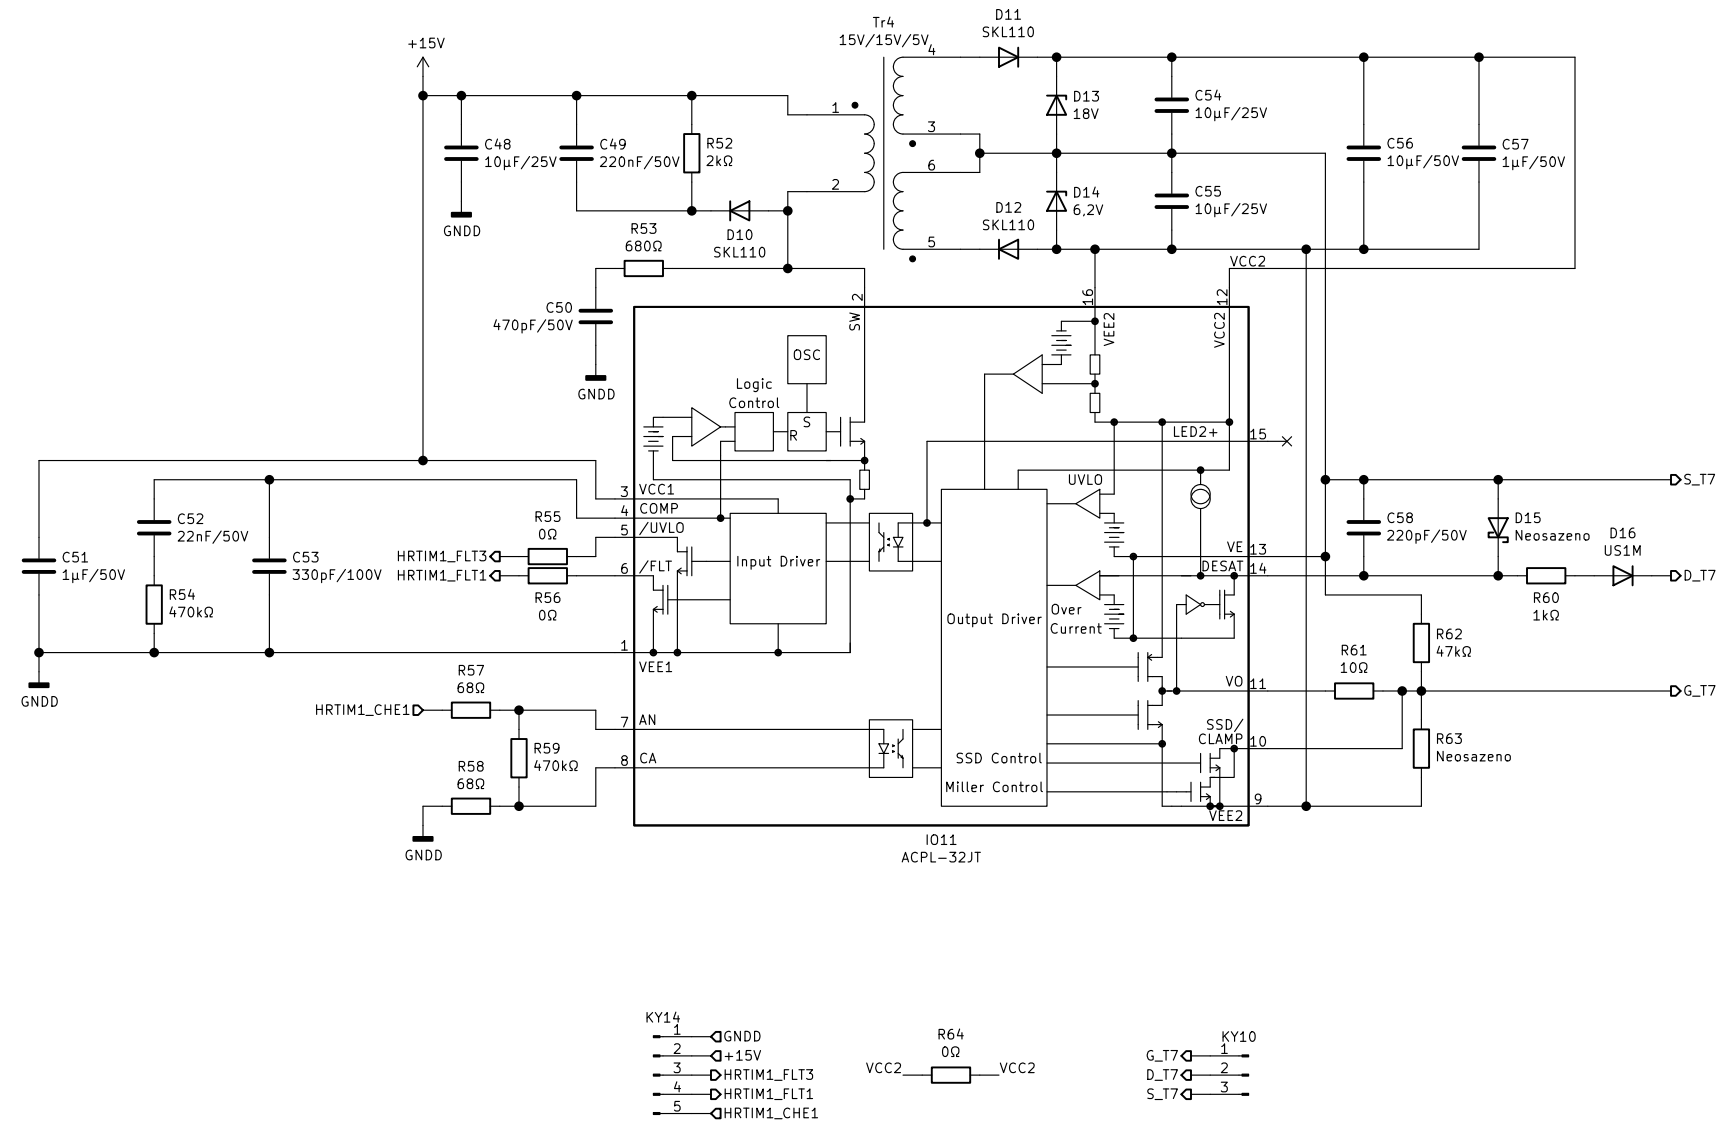 Tr4
15V/15V/5V
D11
SKL110
+15V
1
2
4
3
6
5
C48
10µF/25V
GNDD
C49
220nF/50V
R52
2kΩ
D10
SKL110
R53
680Ω
C50
470pF/50V
GNDD
D13
18V
C54
10µF/25V
D14
6,2V
C55
10µF/25V
D12
SKL110
C56
10µF/50V
C57
1µF/50V
VCC2
SW
2
16
VEE2
12
VCC2
OSC
Logic
Control
S
R
LED2+
15
UVLO
3
VCC1
4
COMP
5
/UVLO
6
/FLT
1
VEE1
7
AN
8
CA
Input Driver
Output Driver
Over
Current
SSD Control
Miller Control
VE
13
DESAT
14
VO
11
SSD/
CLAMP
10
9
VEE2
C51
1µF/50V
GNDD
C52
22nF/50V
R54
470kΩ
C53
330pF/100V
R55
0Ω
HRTIM1_FLT3
HRTIM1_FLT1
R56
0Ω
R57
68Ω
HRTIM1_CHE1
R59
470kΩ
R58
68Ω
GNDD
C58
220pF/50V
D15
Neosazeno
D16
US1M
R60
1kΩ
R61
10Ω
R62
47kΩ
R63
Neosazeno
S_T7
D_T7
G_T7
IO11
ACPL-32JT
KY14
1 GNDD
2 +15V
3 HRTIM1_FLT3
4 HRTIM1_FLT1
5 HRTIM1_CHE1
R64
0Ω
VCC2 VCC2
KY10
G_T7 1
D_T7 2
S_T7 3